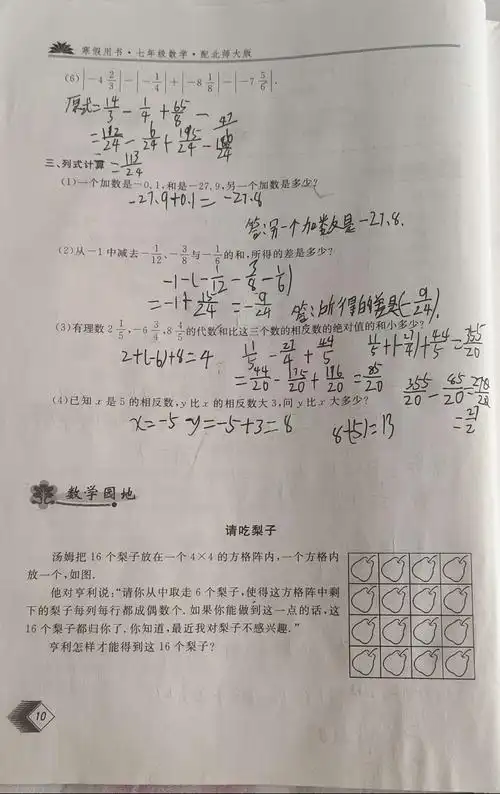 寒假用书·七年级数学·配北师大版
(6)|-4 2/3|-|-1/4|+|-8 1/8|-|-7 5/6|.
原式=14/3-1/4+65/8-47
=112/24-6/24+195/24-
=113/24
三、列式计算
(1)一个加数是-0.1,和是-27.9,另一个加数是多少?
-27.9+0.1=-27.8
答:另一个加数是-27.8.
(2)从-1中减去-1/12、-3/8与-1/6的和,所得的差是多少?
-1-(-1/12-3/8-1/6)
=-1+15/24=-9/24
答:所得的差是(-9/24).
(3)有理数2 1/5,-6 3/4,8 4/5的代数和比这三个数的相反数的绝对值的和小多少?
2+(-6)+8=4
11/5-27/4+44/5
11/5+|-27/4|+44/5=355/20
=44/20-135/20+176/20=85/20
355/20-85/20=270/20
=27/2
(4)已知x是5的相反数,y比x的相反数大3,问y比x大多少?
x=-5 y=-5+3=8
8+(5)=13
数学园地
请吃梨子
汤姆把16个梨子放在一个4×4的方格阵内,一个方格内
放一个,如图.
他对亨利说:“请你从中取走6个梨子,使得这方格阵中剩
下的梨子每列每行都成偶数个.如果你能做到这一点的话,这
16个梨子都归你了.你知道,最近我对梨子不感兴趣.”
亨利怎样才能得到这16个梨子?
10